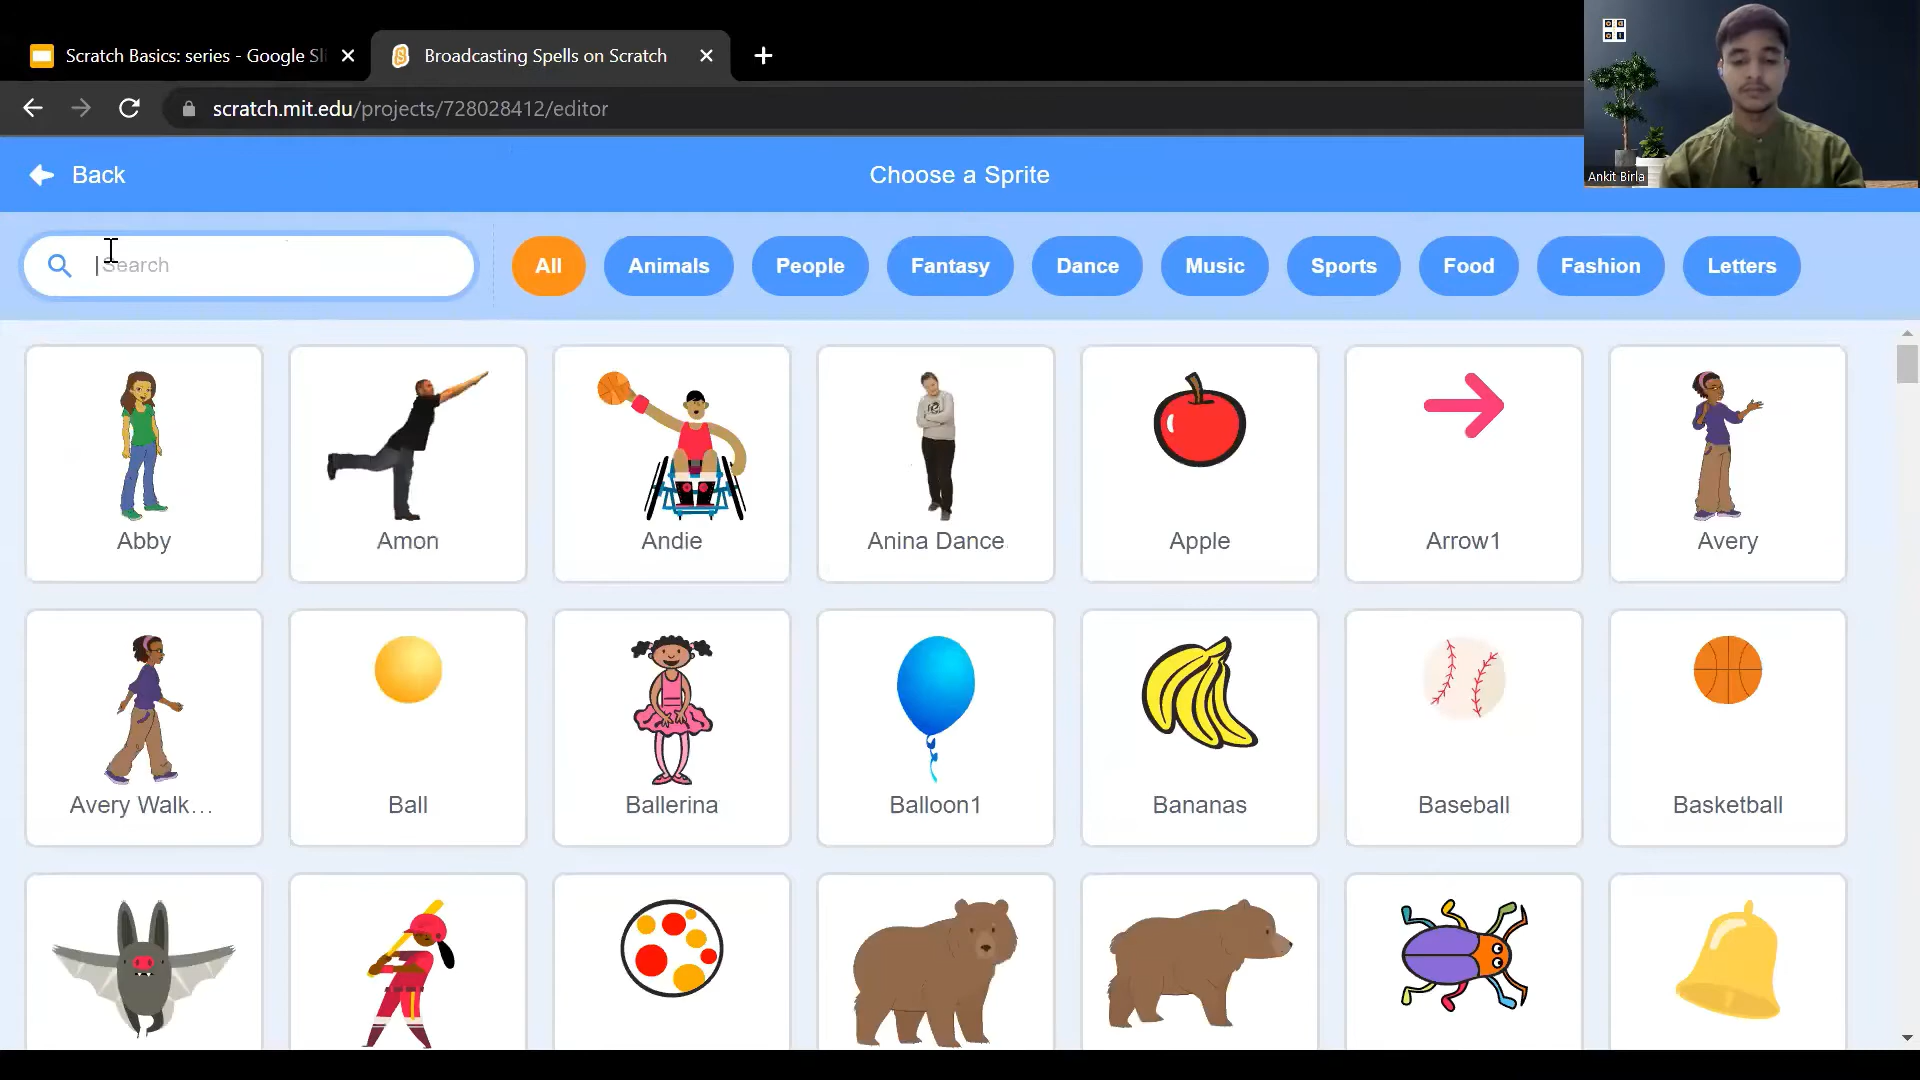 Scratch Basics: series - Google Sli
Broadcasting Spells on Scratch
scratch.mit.edu/projects/728028412/editor
Ankit Birla
Back
Choose a Sprite
Search
All
Animals
People
Fantasy
Dance
Music
Sports
Food
Fashion
Letters
Abby
Amon
Andie
Anina Dance
Apple
Arrow1
Avery
Avery Walk...
Ball
Ballerina
Balloon1
Bananas
Baseball
Basketball